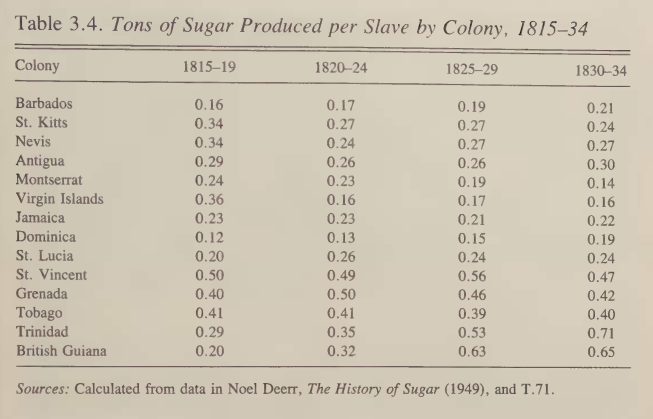 Table 3.4. Tons of Sugar Produced per Slave by Colony, 1815–34
Colony 1815–19 1820–24 1825–29 1830–34
Barbados 0.16 0.17 0.19 0.21
St. Kitts 0.34 0.27 0.27 0.24
Nevis 0.34 0.24 0.27 0.27
Antigua 0.29 0.26 0.26 0.30
Montserrat 0.24 0.23 0.19 0.14
Virgin Islands 0.36 0.16 0.17 0.16
Jamaica 0.23 0.23 0.21 0.22
Dominica 0.12 0.13 0.15 0.19
St. Lucia 0.20 0.26 0.24 0.24
St. Vincent 0.50 0.49 0.56 0.47
Grenada 0.40 0.50 0.46 0.42
Tobago 0.41 0.41 0.39 0.40
Trinidad 0.29 0.35 0.53 0.71
British Guiana 0.20 0.32 0.63 0.65
Sources: Calculated from data in Noel Deerr, The History of Sugar (1949), and T.71.